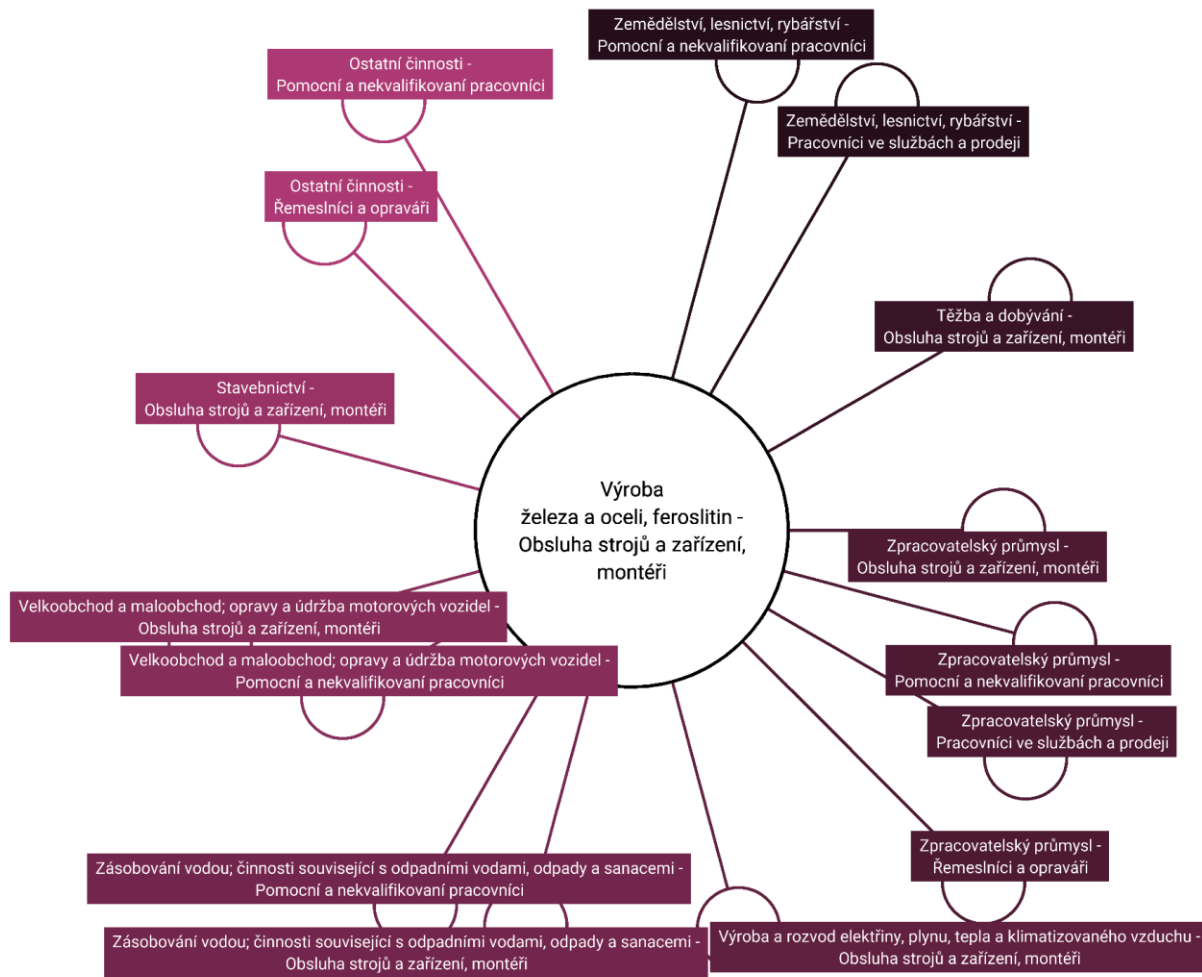 Zemědělství, lesnictví, rybářství -
Pomocní a nekvalifikovaní pracovníci
Ostatní činnosti -
Pomocní a nekvalifikovaní pracovníci
Zemědělství, lesnictví, rybářství -
Pracovníci ve službách a prodeji
Ostatní činnosti -
Řemeslníci a opraváři
Těžba a dobývání -
Obsluha strojů a zařízení, montéři
Stavebnictví -
Obsluha strojů a zařízení, montéři
Výroba
železa a oceli, feroslitin -
Obsluha strojů a zařízení,
montéři
Zpracovatelský průmysl -
Obsluha strojů a zařízení, montéři
Velkoobchod a maloobchod; opravy a údržba motorových vozidel -
Obsluha strojů a zařízení, montéři
Velkoobchod a maloobchod; opravy a údržba motorových vozidel -
Pomocní a nekvalifikovaní pracovníci
Zpracovatelský průmysl -
Pomocní a nekvalifikovaní pracovníci
Zpracovatelský průmysl -
Pracovníci ve službách a prodeji
Zpracovatelský průmysl -
Řemeslníci a opraváři
Zásobování vodou; činnosti související s odpadními vodami, odpady a sanacemi -
Pomocní a nekvalifikovaní pracovníci
Zásobování vodou; činnosti související s odpadními vodami, odpady a sanacemi -
Obsluha strojů a zařízení, montéři
Výroba a rozvod elektřiny, plynu, tepla a klimatizovaného vzduchu -
Obsluha strojů a zařízení, montéři